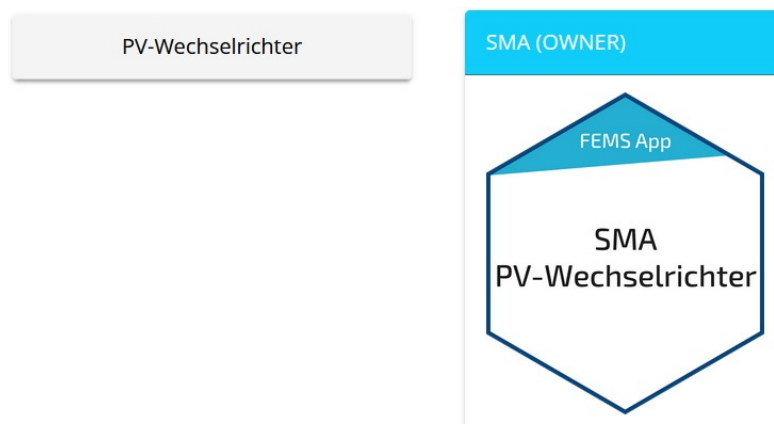 PV-Wechselrichter
SMA (OWNER)
FEMS App
SMA
PV-Wechselrichter